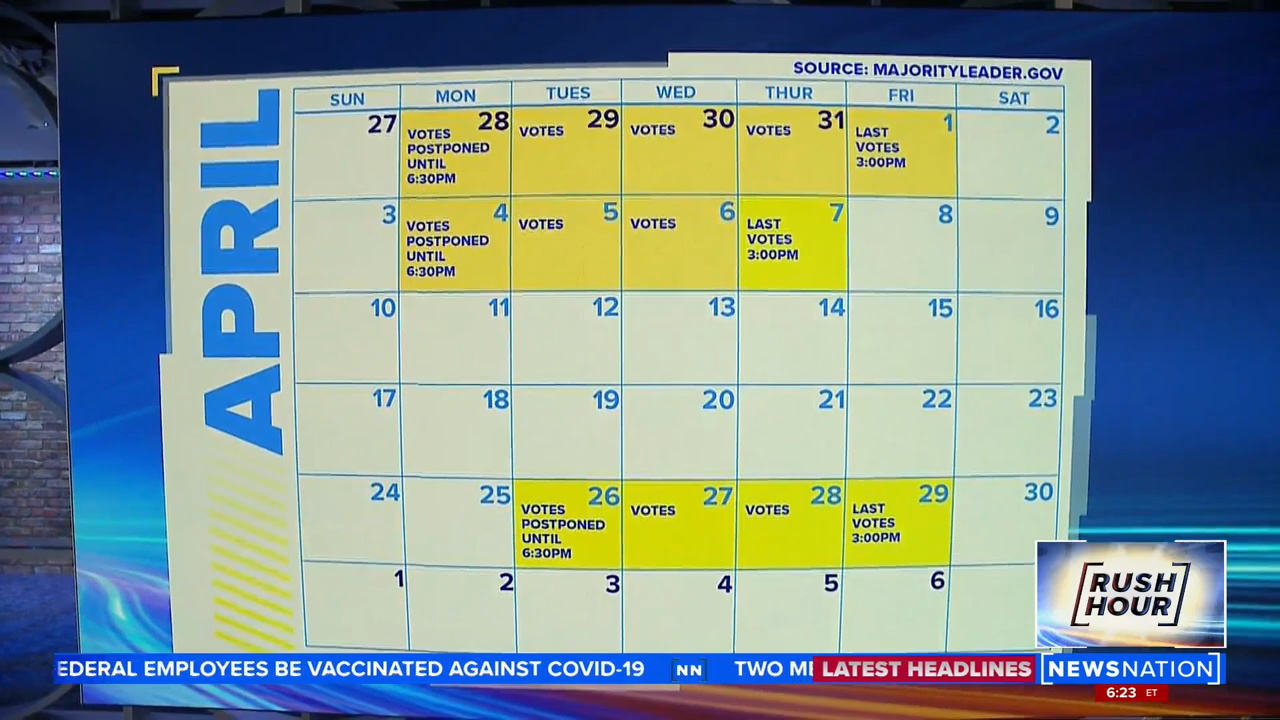 SOURCE: MAJORITYLEADER.GOV
APRIL
SUN MON TUES WED THUR FRI SAT
27 28 29 30 31 1 2
VOTES
POSTPONED
UNTIL
6:30PM
VOTES
VOTES
VOTES
LAST
VOTES
3:00PM
3 4 5 6 7 8 9
VOTES
POSTPONED
UNTIL
6:30PM
VOTES
VOTES
LAST
VOTES
3:00PM
10 11 12 13 14 15 16
17 18 19 20 21 22 23
24 25 26 27 28 29 30
VOTES
POSTPONED
UNTIL
6:30PM
VOTES
VOTES
LAST
VOTES
3:00PM
1 2 3 4 5 6
[RUSH
HOUR]
EDERAL EMPLOYEES BE VACCINATED AGAINST COVID-19 NN TWO LATEST HEADLINES NEWSNATION
6:23 ET